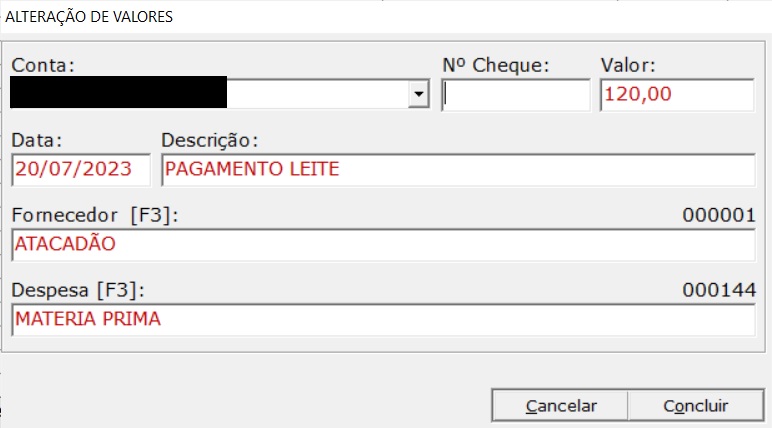 ALTERAÇÃO DE VALORES
Conta: Nº Cheque: Valor:
120,00
Data: Descrição:
20/07/2023 PAGAMENTO LEITE
Fornecedor [F3]: 000001
ATACADÃO
Despesa [F3]: 000144
MATERIA PRIMA
Cancelar Concluir